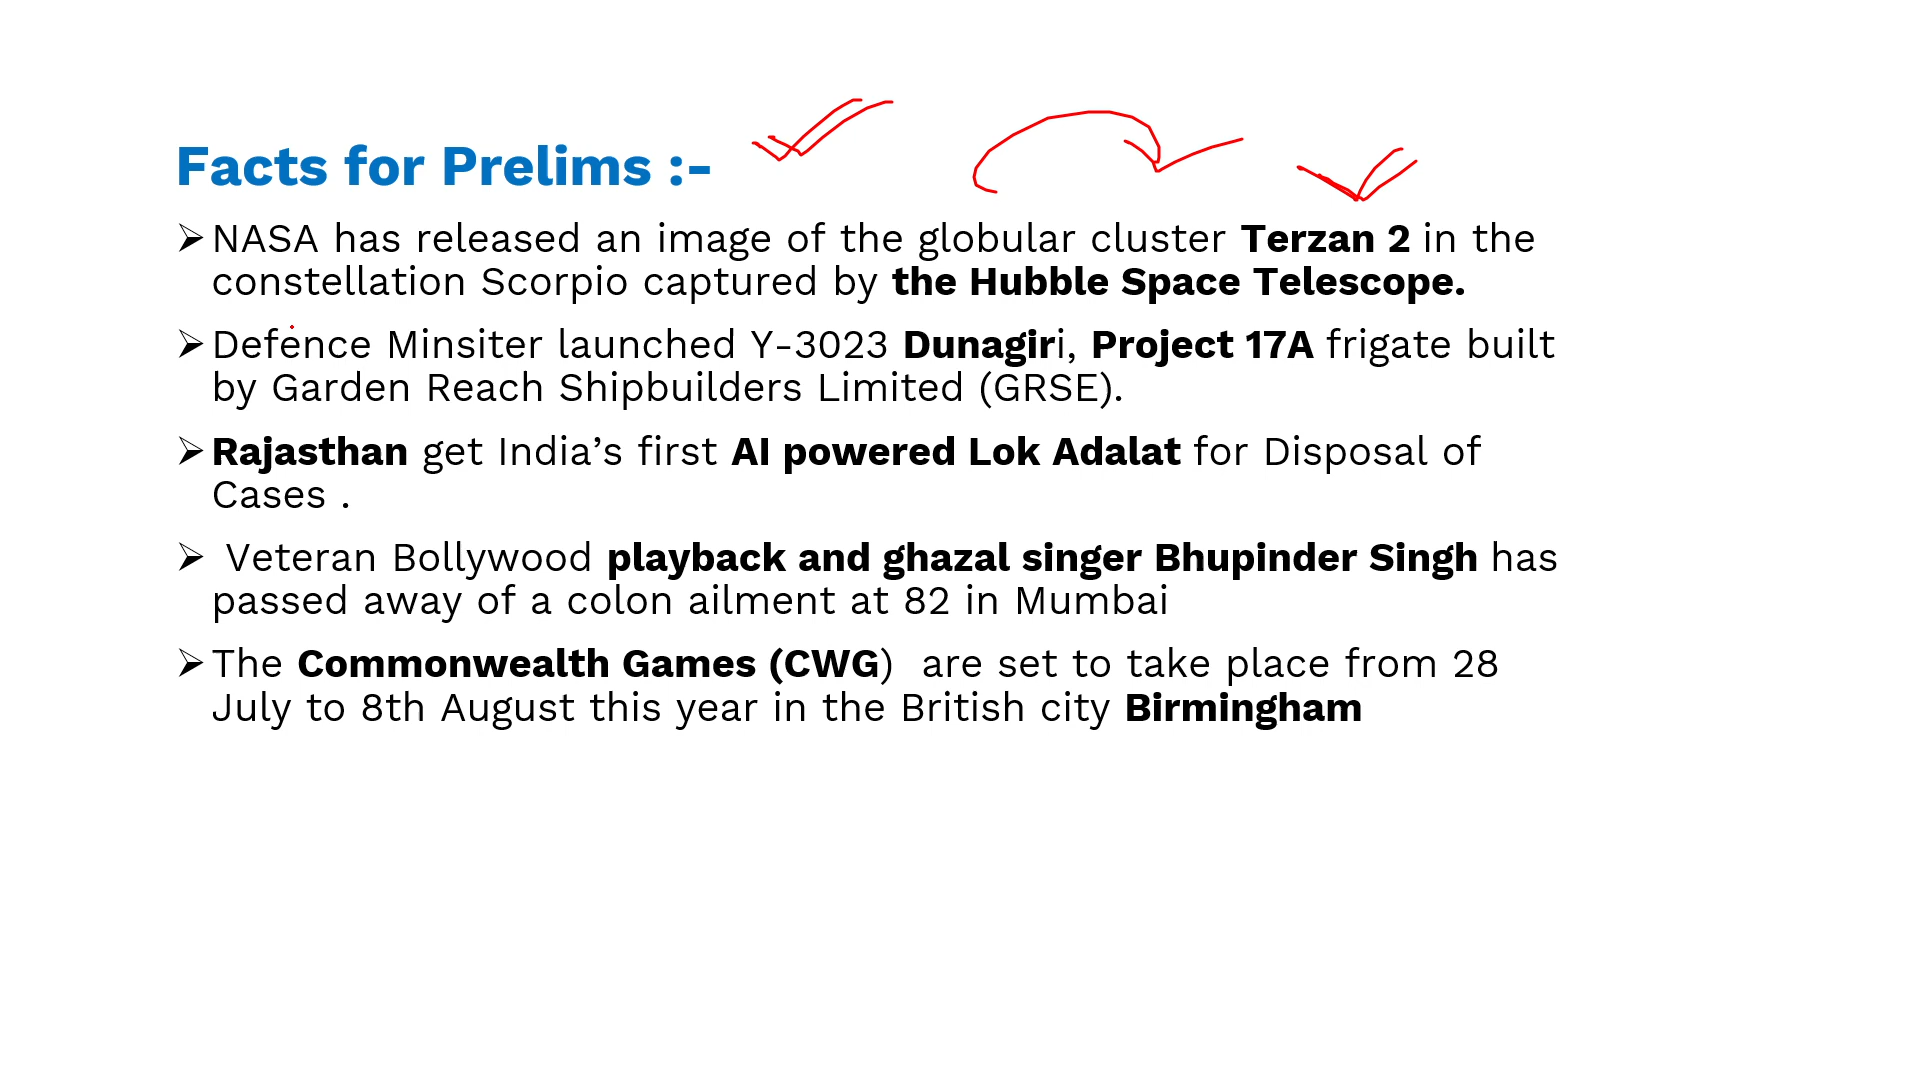 Facts for Prelims :-
➢NASA has released an image of the globular cluster Terzan 2 in the
constellation Scorpio captured by the Hubble Space Telescope.
➢Defence Minsiter launched Y-3023 Dunagiri, Project 17A frigate built
by Garden Reach Shipbuilders Limited (GRSE).
➢Rajasthan get India’s first AI powered Lok Adalat for Disposal of
Cases .
➢ Veteran Bollywood playback and ghazal singer Bhupinder Singh has
passed away of a colon ailment at 82 in Mumbai
➢The Commonwealth Games (CWG)  are set to take place from 28
July to 8th August this year in the British city Birmingham